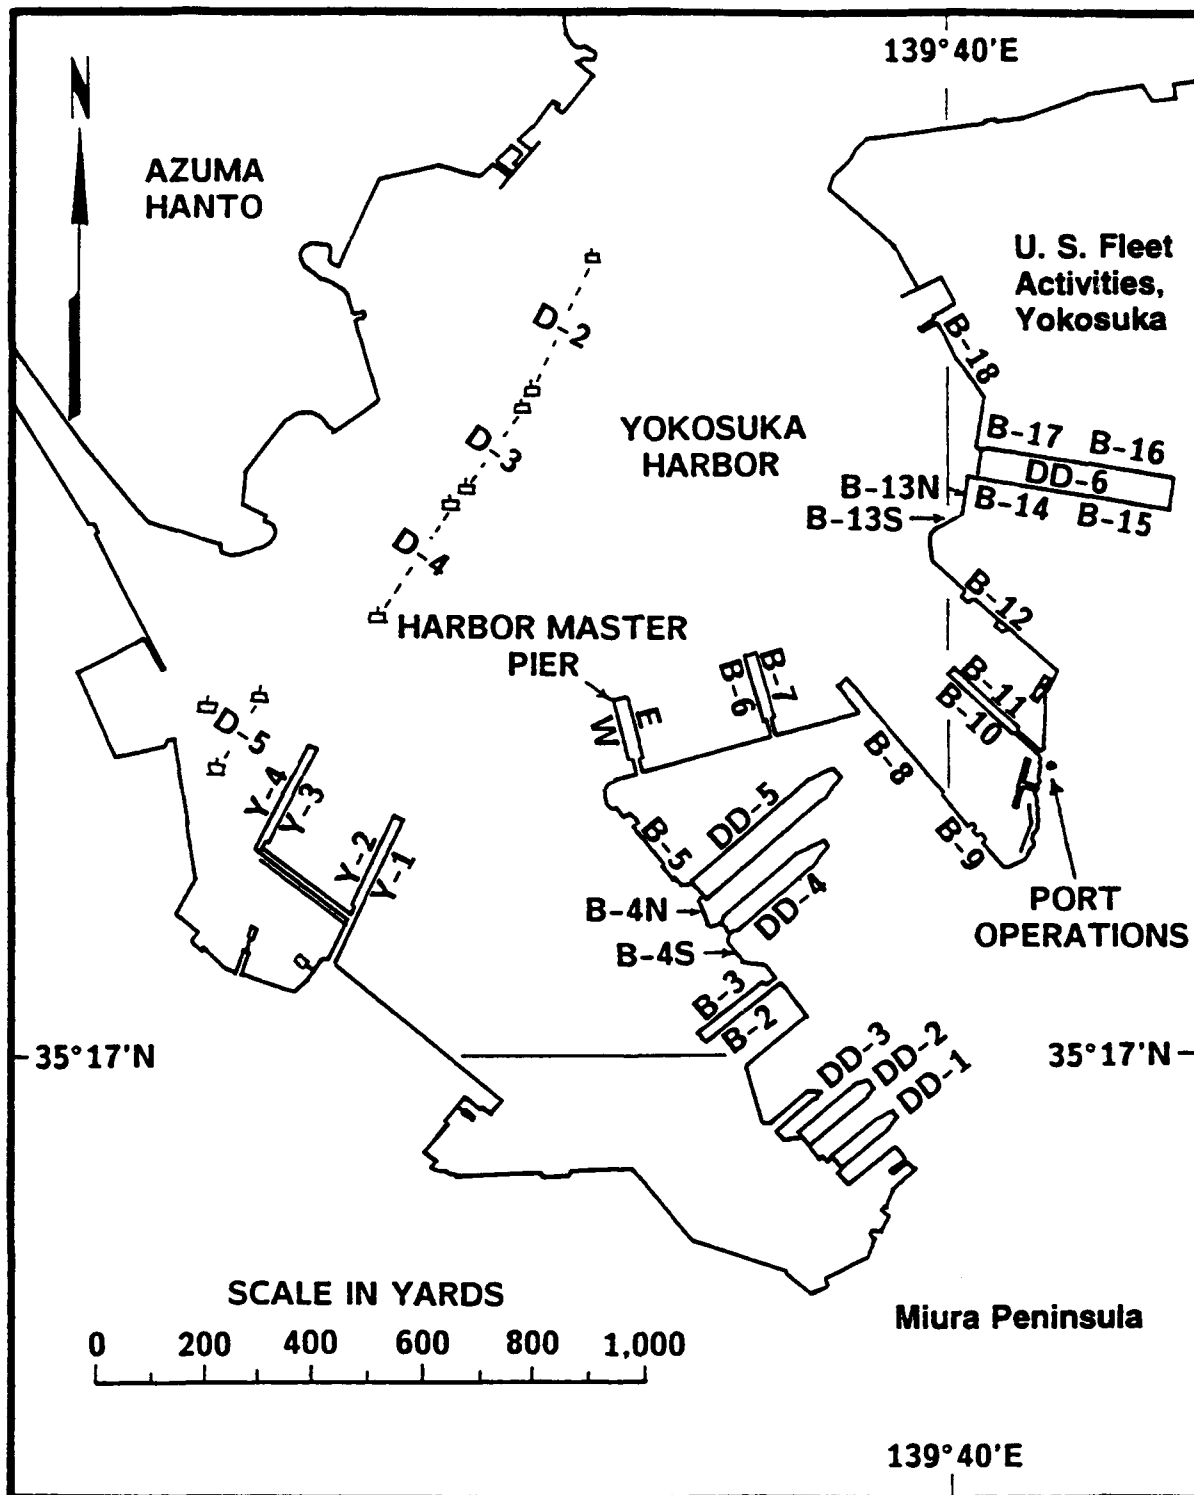 139°40'E
N
AZUMA
HANTO
U. S. Fleet
Activities,
Yokosuka
D-2
B-18
YOKOSUKA
HARBOR
D-3
B-17
B-16
DD-6
B-13N
B-14
B-15
B-13S
D-4
B-12
HARBOR MASTER
PIER
B-7
B-6
B-11
B-10
E
W
D-5
Y-4
Y-3
B-8
DD-5
Y-2
Y-1
B-5
B-9
DD-4
B-4N
PORT
OPERATIONS
B-4S
B-3
B-2
35°17'N
35°17'N
DD-3
DD-2
DD-1
SCALE IN YARDS
0 200 400 600 800 1,000
Miura Peninsula
139°40'E